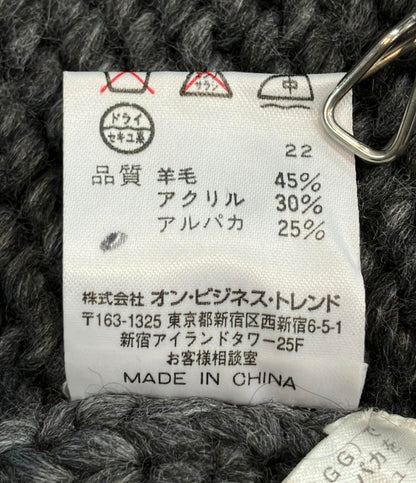 サラシ
中
ドライ
セキユ系
22
品質 羊毛 45%
アクリル 30%
アルパカ 25%
株式会社 オン・ビジネス・トレンド
〒163-1325 東京都新宿区西新宿6-5-1
新宿アイランドタワー25F
お客様相談室
MADE IN CHINA